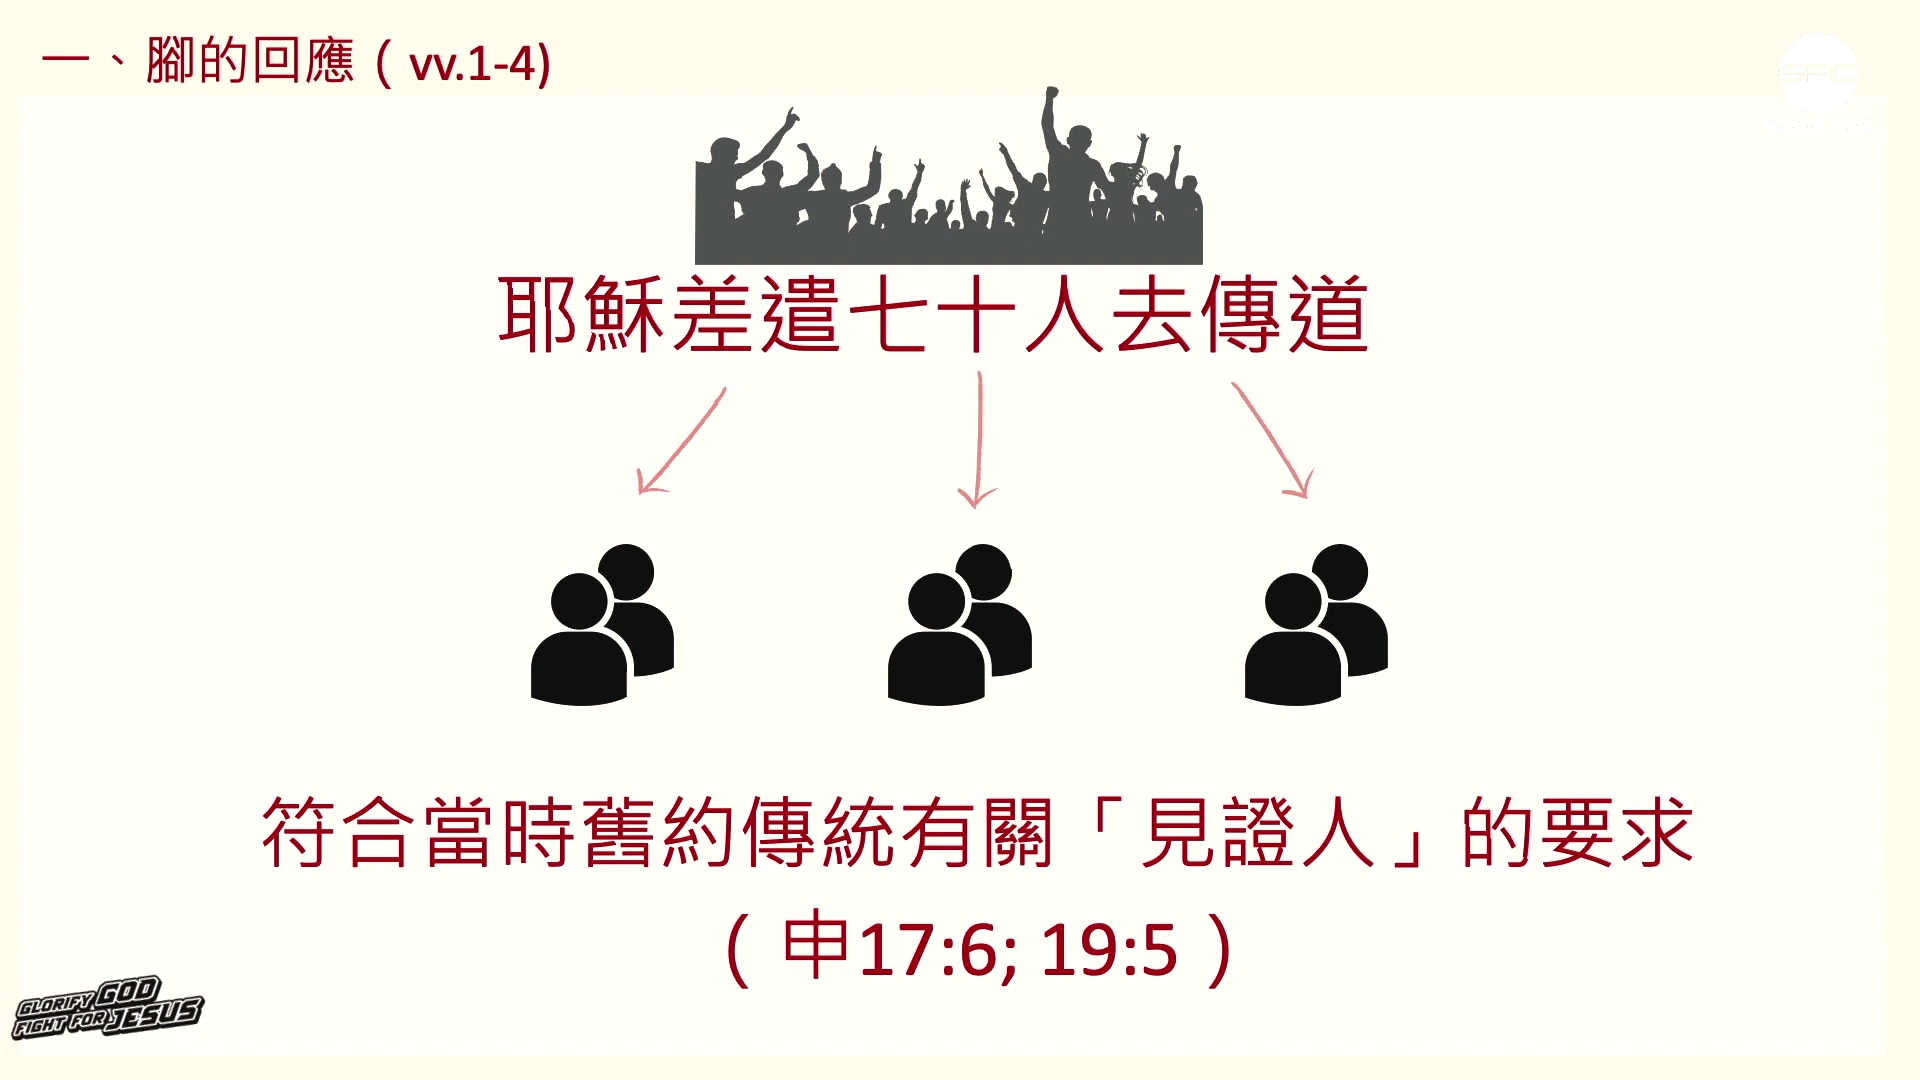 一、腳的回應（vv.1-4)
耶穌差遣七十人去傳道
符合當時舊約傳統有關「見證人」的要求
（申17:6; 19:5）
GLORIFY GOD
FIGHT FOR JESUS